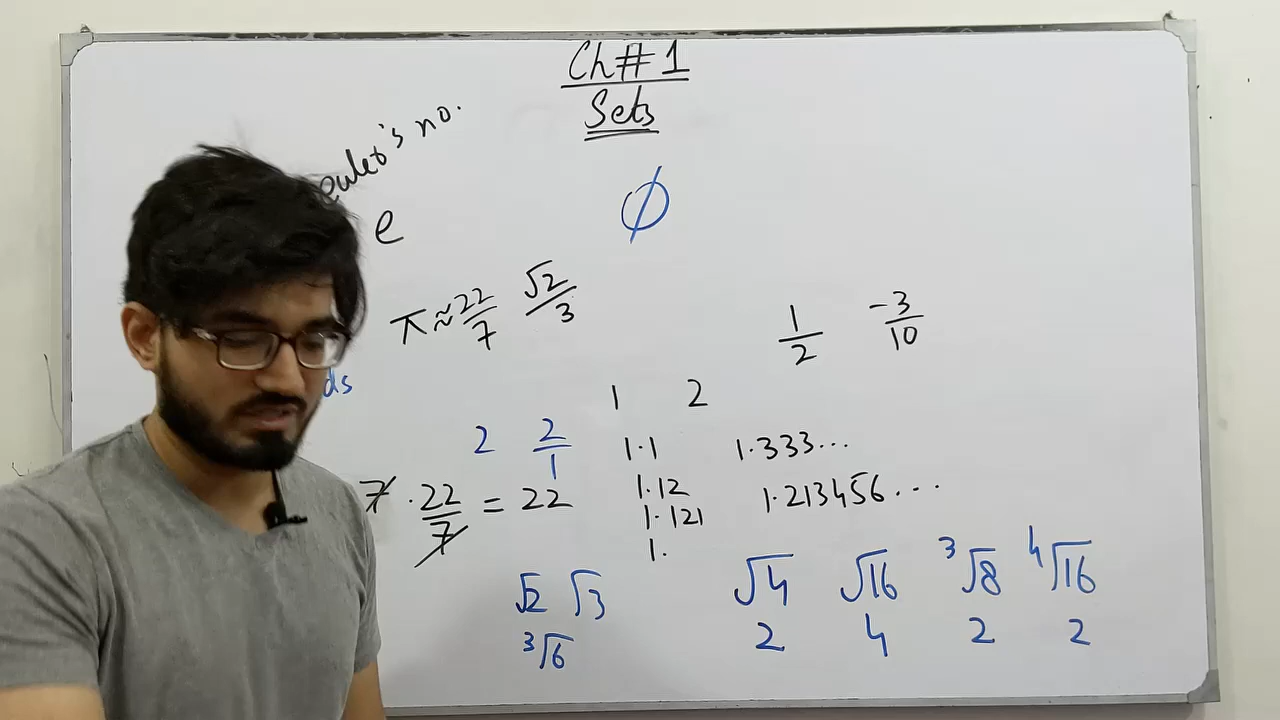 Ch# 1
Sets
euler's no.
e
∅
π ≈ 22/7 √2/3
1/2 -3/10
ds
1 2
2 2/1 1.1 1.333...
7 · 22/7 = 22 1.12 1.213456...
1.121
1.
√2 √3 √4 √16 ³√8 ⁴√16
³√6 2 4 2 2